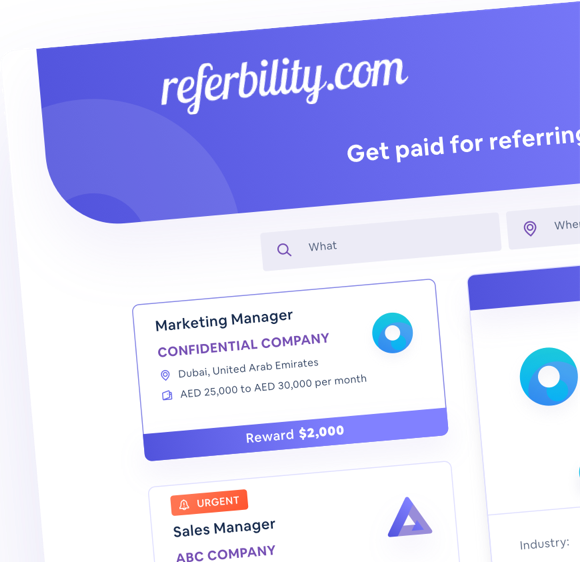 referbility.com
Get paid for referring
What
Marketing Manager
CONFIDENTIAL COMPANY
Dubai, United Arab Emirates
AED 25,000 to AED 30,000 per month
Reward $2,000
URGENT
Sales Manager
ABC COMPANY
Industry: